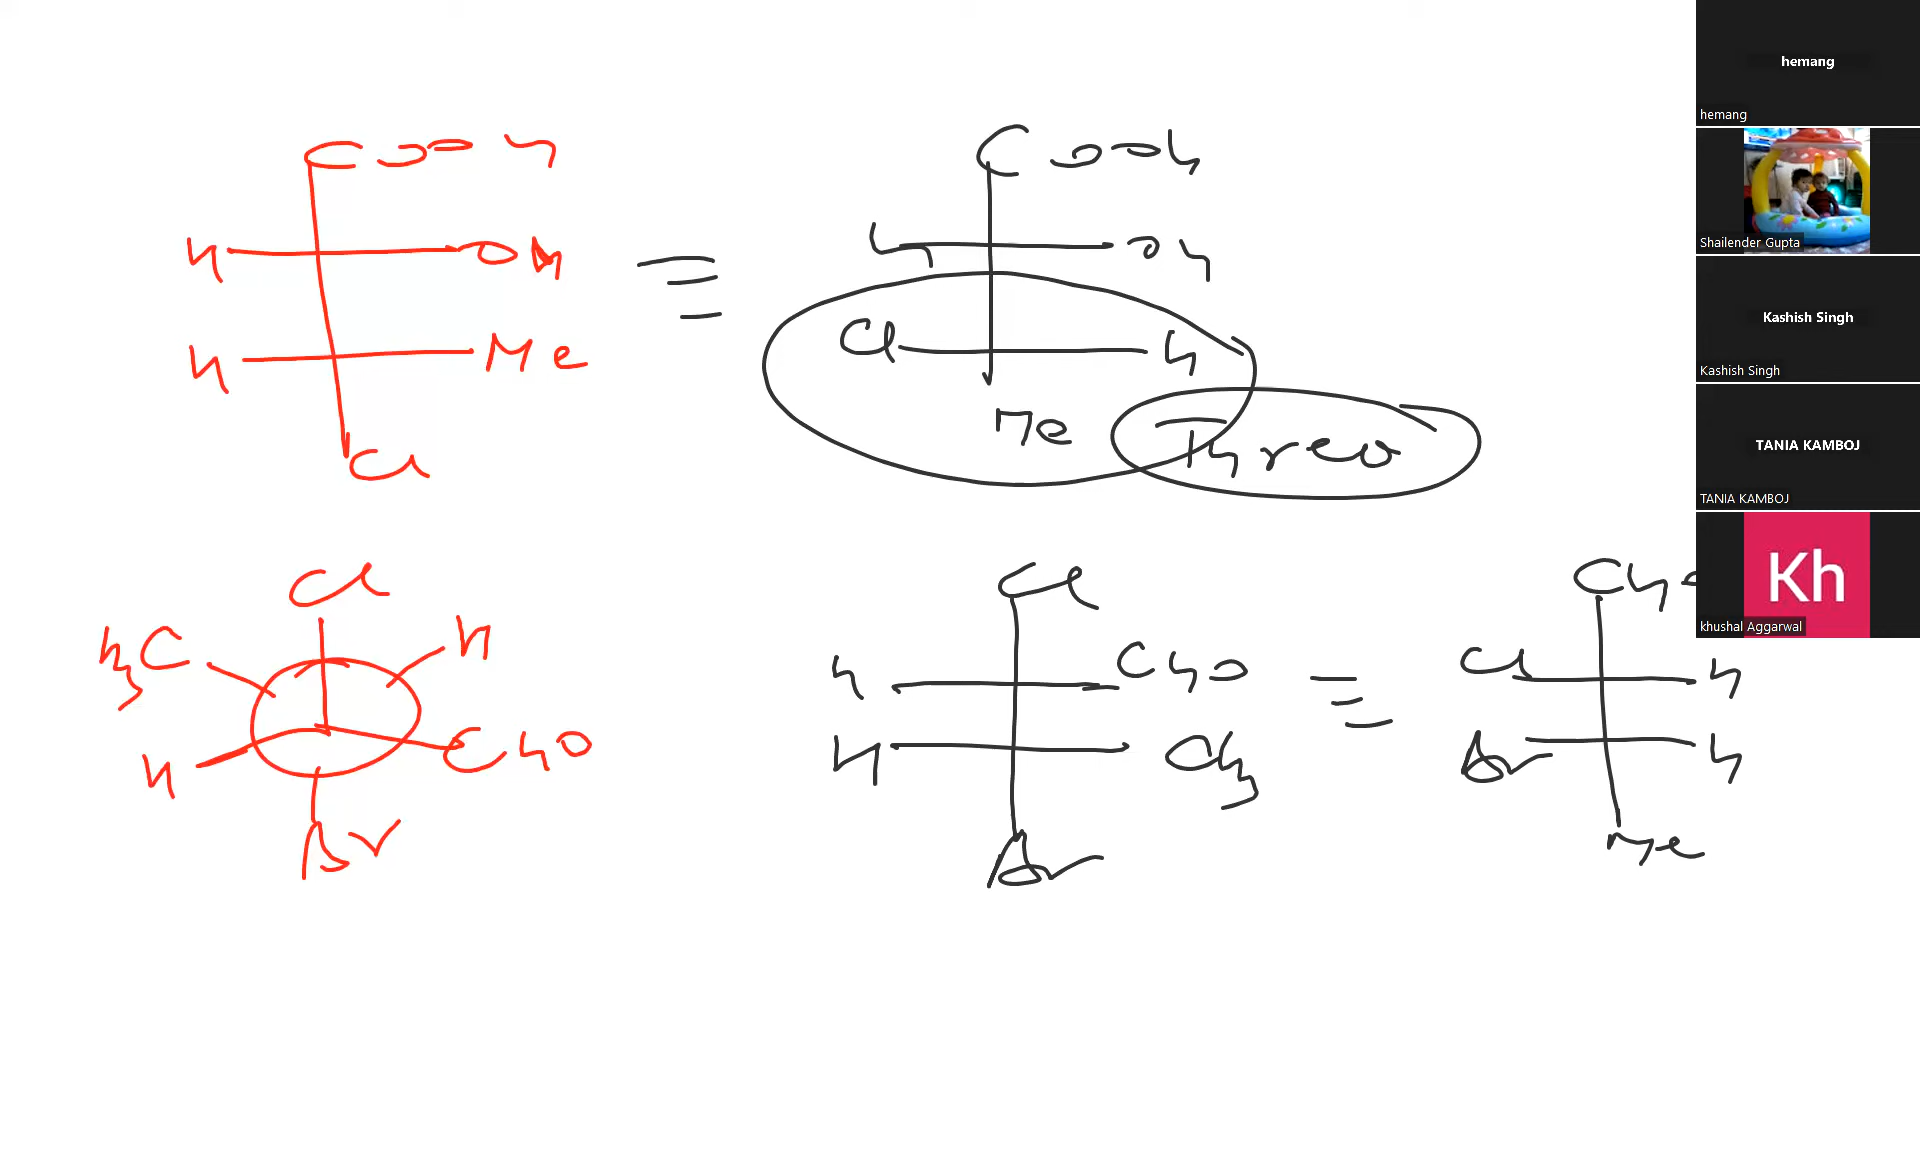 COOH
H OH
H Me
Cl
COOH
H OH
Cl H
Me
Threo
Cl
H3C H
H CHO
Br
Cl
H CHO
H CH3
Br
CHO
Cl H
Br H
Me
hemang
hemang
Shailender Gupta
Kashish Singh
Kashish Singh
TANIA KAMBOJ
TANIA KAMBOJ
Kh
khushal Aggarwal